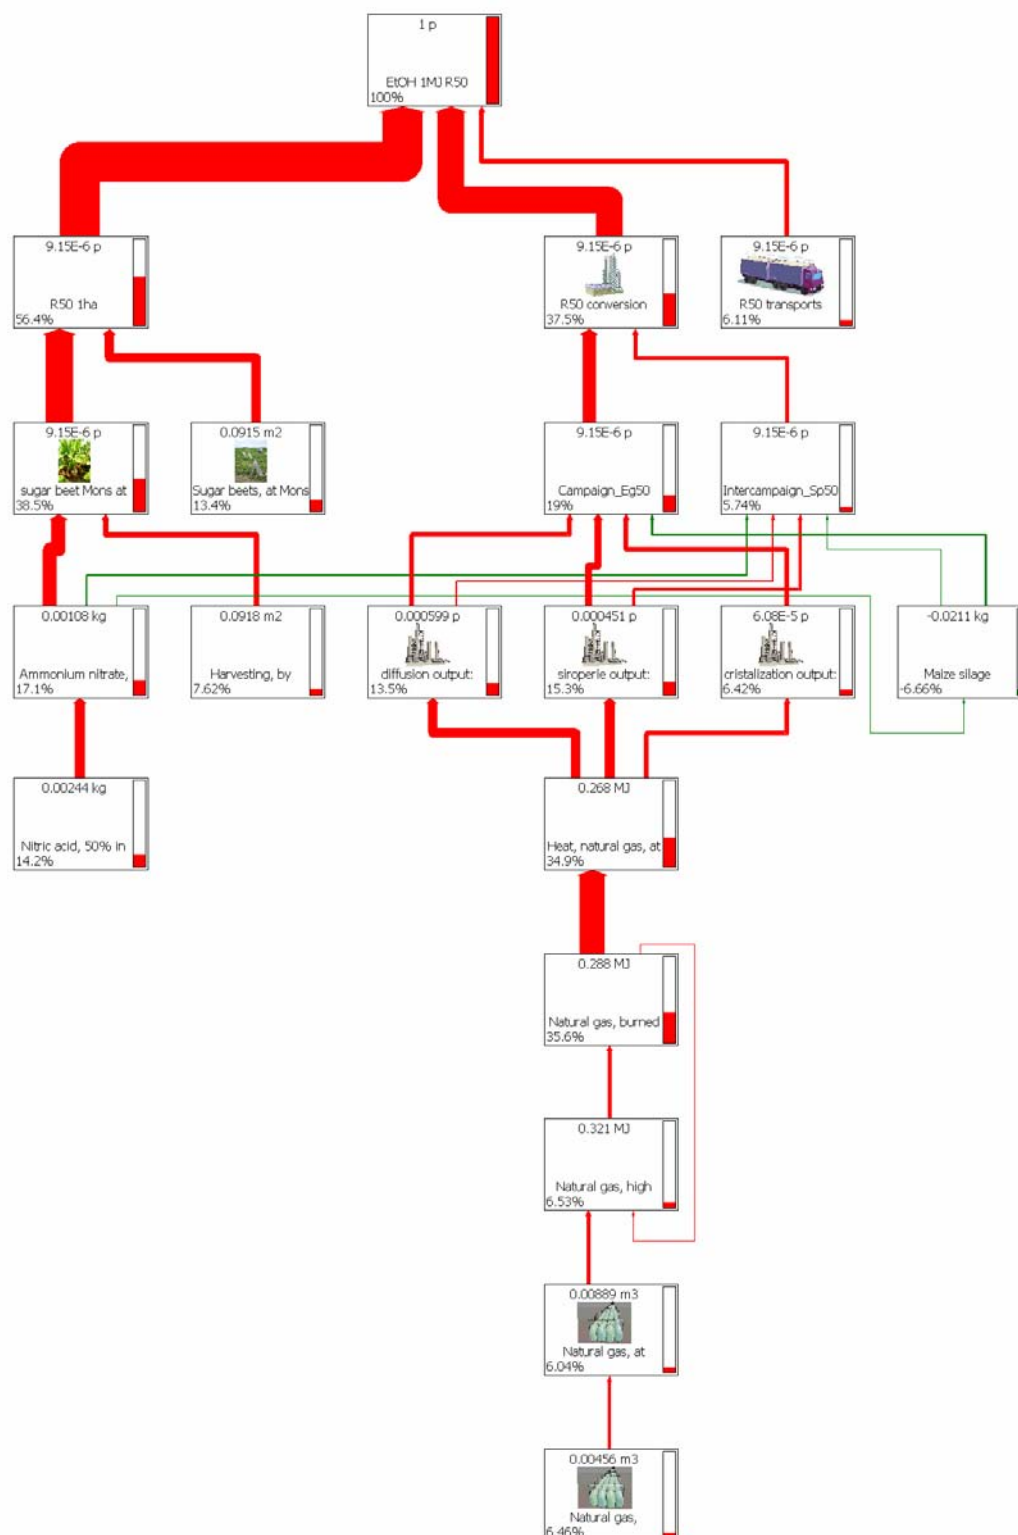 1 p
EtOH 1MJ R50
100%
9.15E-6 p
R50 1ha
56.4%
9.15E-6 p
R50 conversion
37.5%
9.15E-6 p
R50 transports
6.11%
9.15E-6 p
sugar beet Mons at
38.5%
0.0915 m2
Sugar beets, at Mons
13.4%
9.15E-6 p
Campaign_Eg50
19%
9.15E-6 p
Intercampaign_Sp50
5.74%
0.00108 kg
Ammonium nitrate,
17.1%
0.0918 m2
Harvesting, by
7.62%
0.000599 p
diffusion output:
13.5%
0.000451 p
siroperie output:
15.3%
6.08E-5 p
cristalization output:
6.42%
-0.0211 kg
Maize silage
-6.66%
0.00244 kg
Nitric acid, 50% in
14.2%
0.268 MJ
Heat, natural gas, at
34.9%
0.288 MJ
Natural gas, burned
35.6%
0.321 MJ
Natural gas, high
6.53%
0.00889 m3
Natural gas, at
6.04%
0.00456 m3
Natural gas,
6.46%